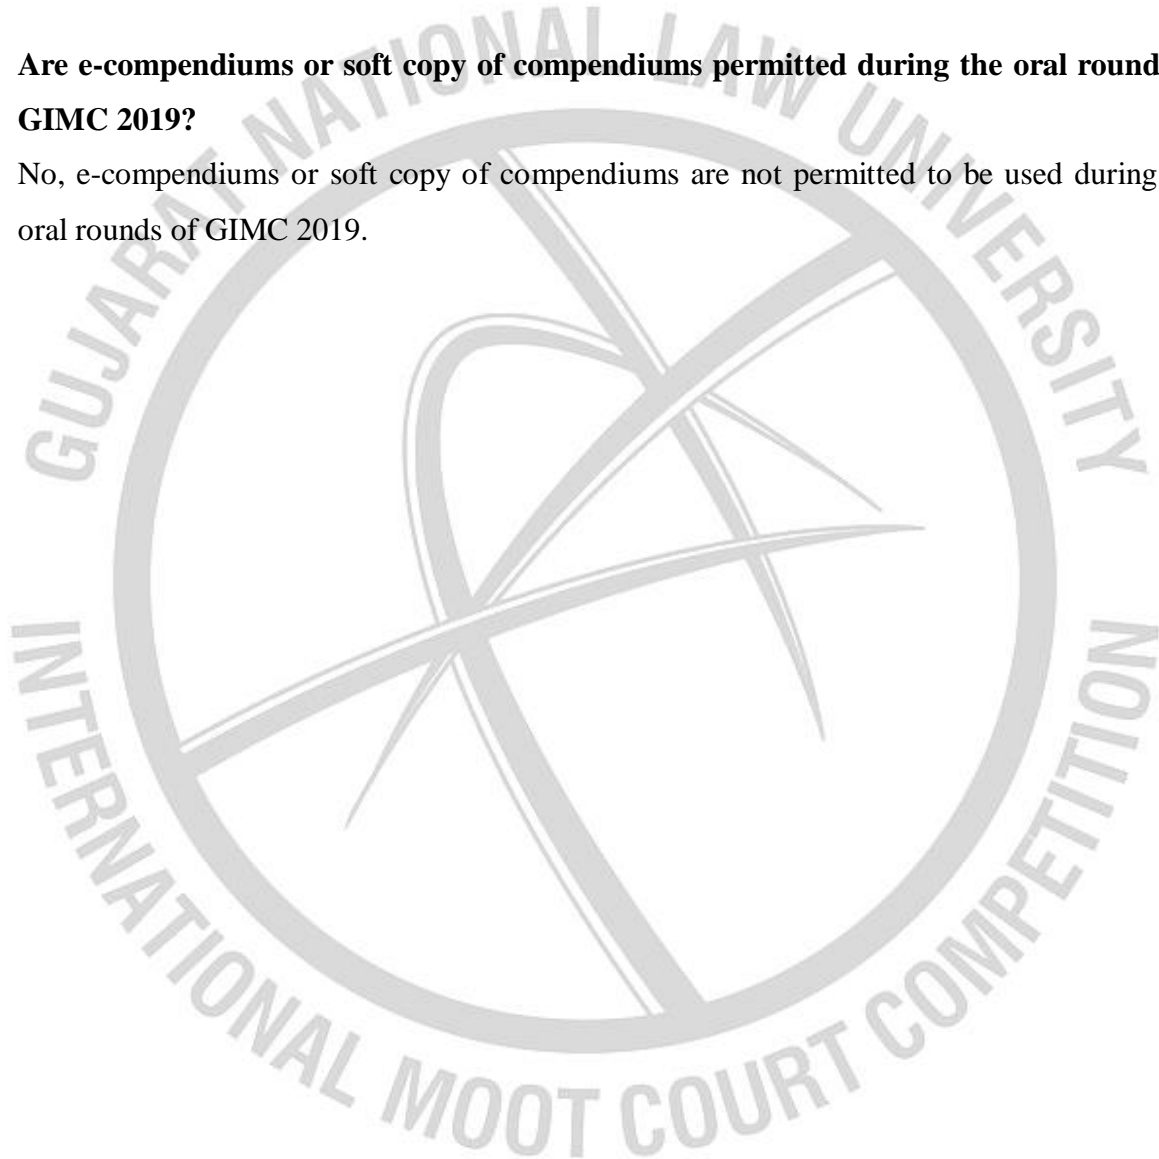 Are e-compendiums or soft copy of compendiums permitted during the oral round
GIMC 2019?
No, e-compendiums or soft copy of compendiums are not permitted to be used during
oral rounds of GIMC 2019.
GUJARAT NATIONAL LAW UNIVERSITY
INTERNATIONAL MOOT COURT COMPETITION